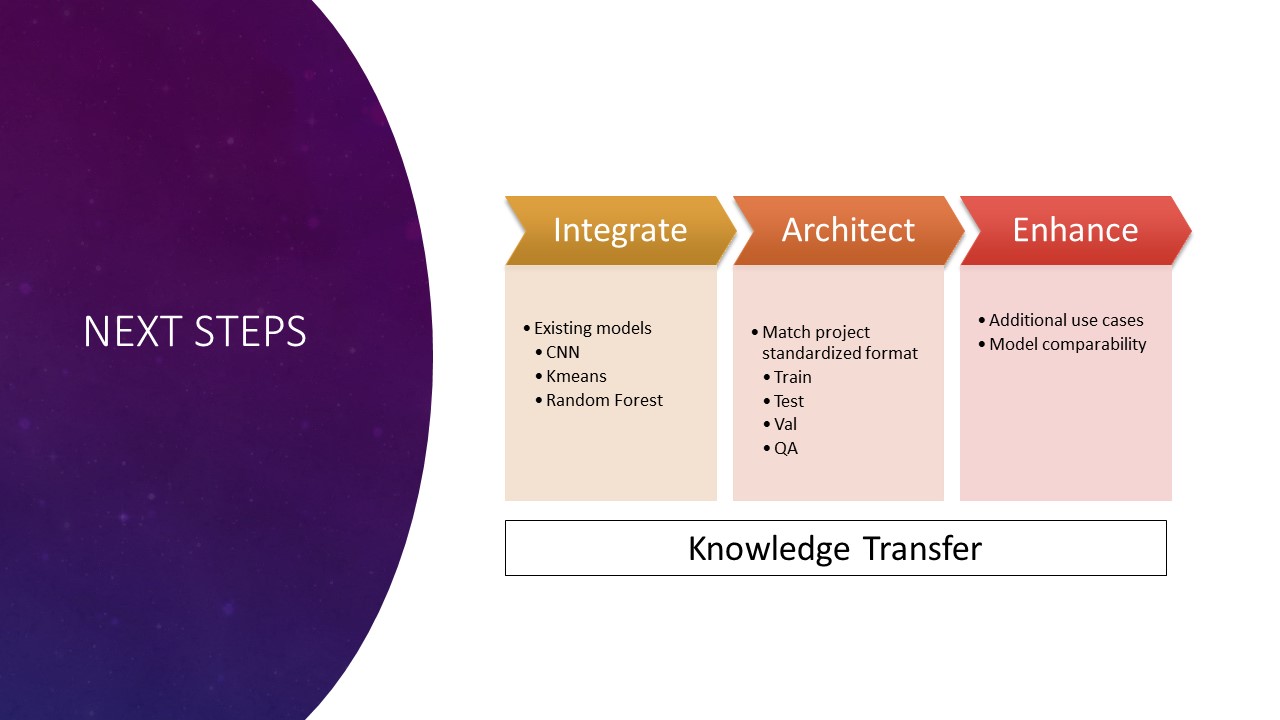 NEXT STEPS
Integrate
• Existing models
• CNN
• Kmeans
• Random Forest
Architect
• Match project
standardized format
• Train
• Test
• Val
• QA
Enhance
• Additional use cases
• Model comparability
Knowledge Transfer